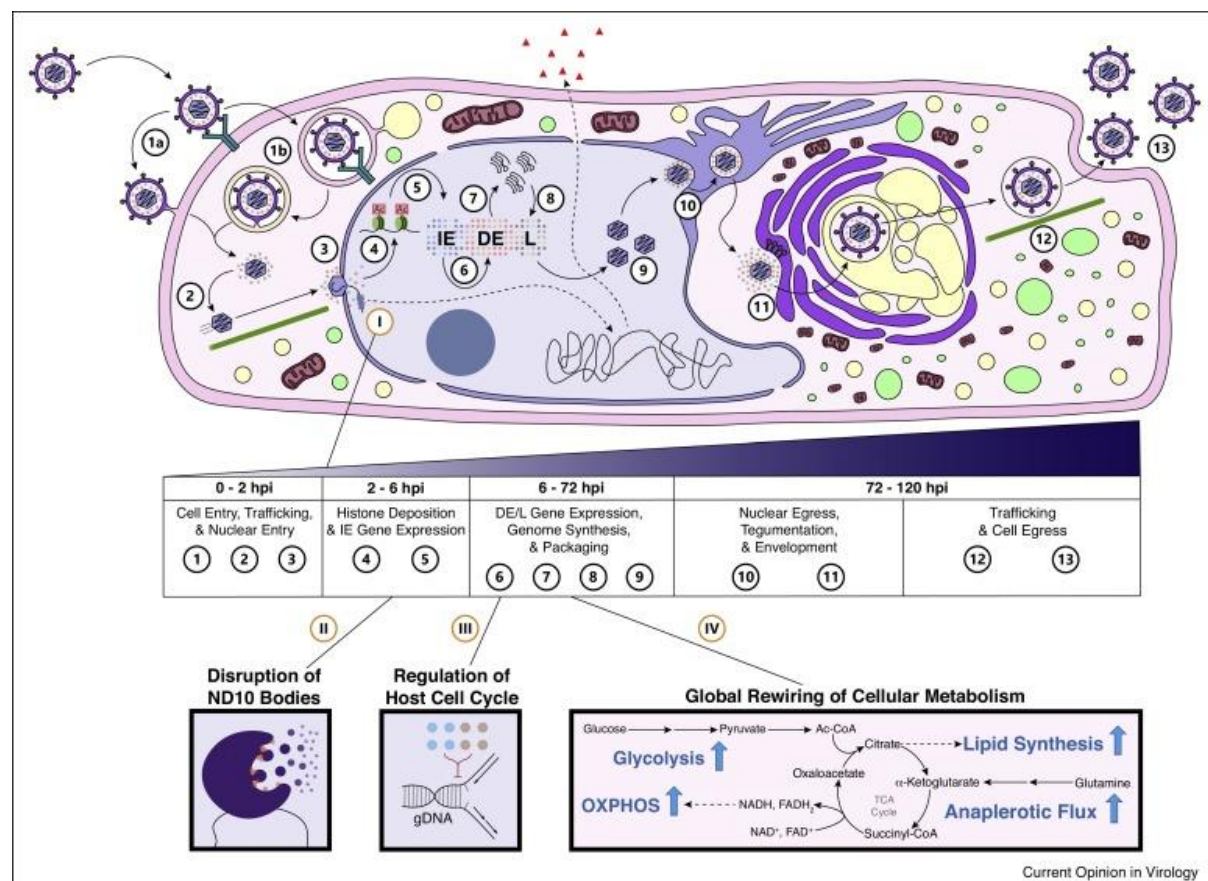 1a
1b
2
3
4
5
Ac
Ac
IE
DE
L
6
7
8
9
10
11
12
13
I
0 - 2 hpi
2 - 6 hpi
6 - 72 hpi
72 - 120 hpi
Cell Entry, Trafficking,
& Nuclear Entry
1 2 3
Histone Deposition
& IE Gene Expression
4 5
DE/L Gene Expression,
Genome Synthesis,
& Packaging
6 7 8 9
Nuclear Egress,
Tegumentation,
& Envelopment
10 11
Trafficking
& Cell Egress
12 13
II
III
IV
Disruption of
ND10 Bodies
Regulation of
Host Cell Cycle
gDNA
Global Rewiring of Cellular Metabolism
Glucose
Pyruvate
Ac-CoA
Glycolysis
Citrate
Lipid Synthesis
Oxaloacetate
α-Ketoglutarate
Glutamine
OXPHOS
NADH, FADH₂
TCA
Cycle
Anaplerotic Flux
NAD⁺, FAD⁺
Succinyl-CoA
Current Opinion in Virology